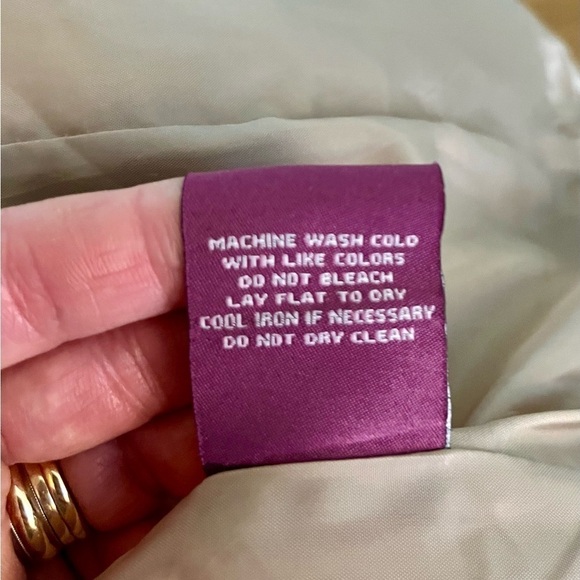 MACHINE WASH COLD
WITH LIKE COLORS
DO NOT BLEACH
LAY FLAT TO DRY
COOL IRON IF NECESSARY
DO NOT DRY CLEAN